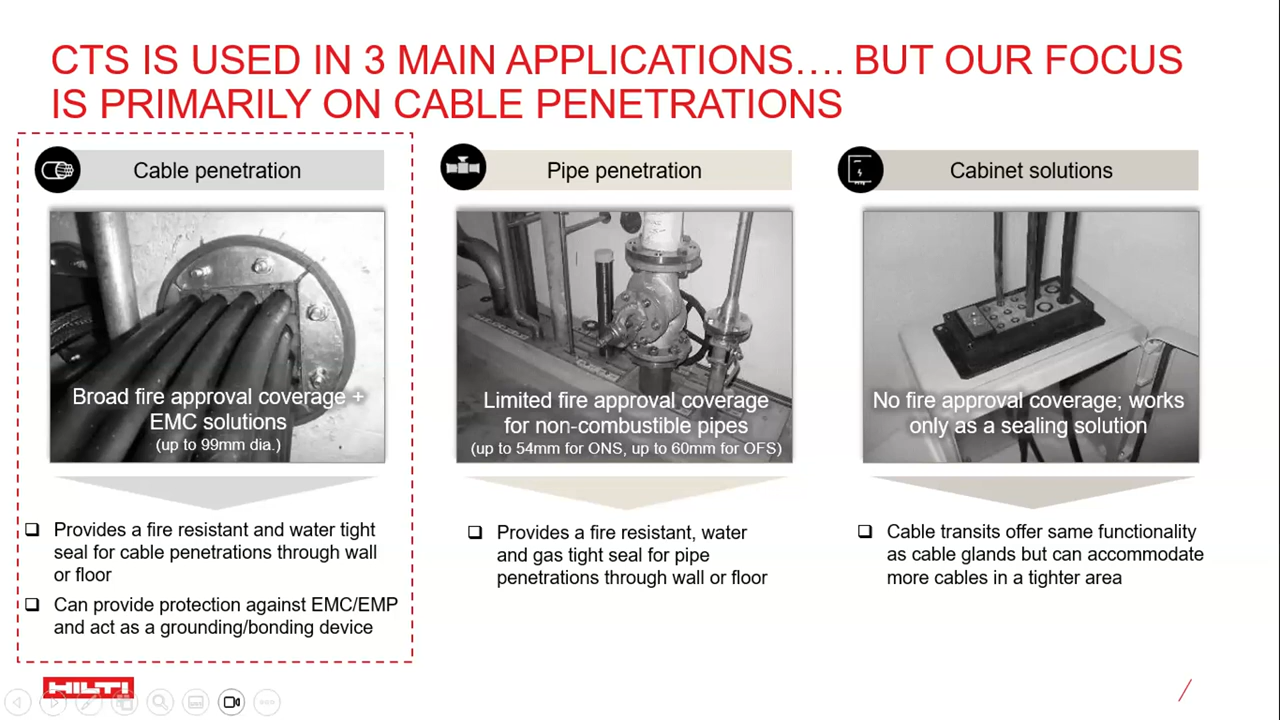 CTS IS USED IN 3 MAIN APPLICATIONS…. BUT OUR FOCUS
IS PRIMARILY ON CABLE PENETRATIONS
Cable penetration
Broad fire approval coverage +
EMC solutions
(up to 99mm dia.)
Provides a fire resistant and water tight
seal for cable penetrations through wall
or floor
Can provide protection against EMC/EMP
and act as a grounding/bonding device
Pipe penetration
Limited fire approval coverage
for non-combustible pipes
(up to 54mm for ONS, up to 60mm for OFS)
Provides a fire resistant, water
and gas tight seal for pipe
penetrations through wall or floor
Cabinet solutions
No fire approval coverage; works
only as a sealing solution
Cable transits offer same functionality
as cable glands but can accommodate
more cables in a tighter area
HILTI